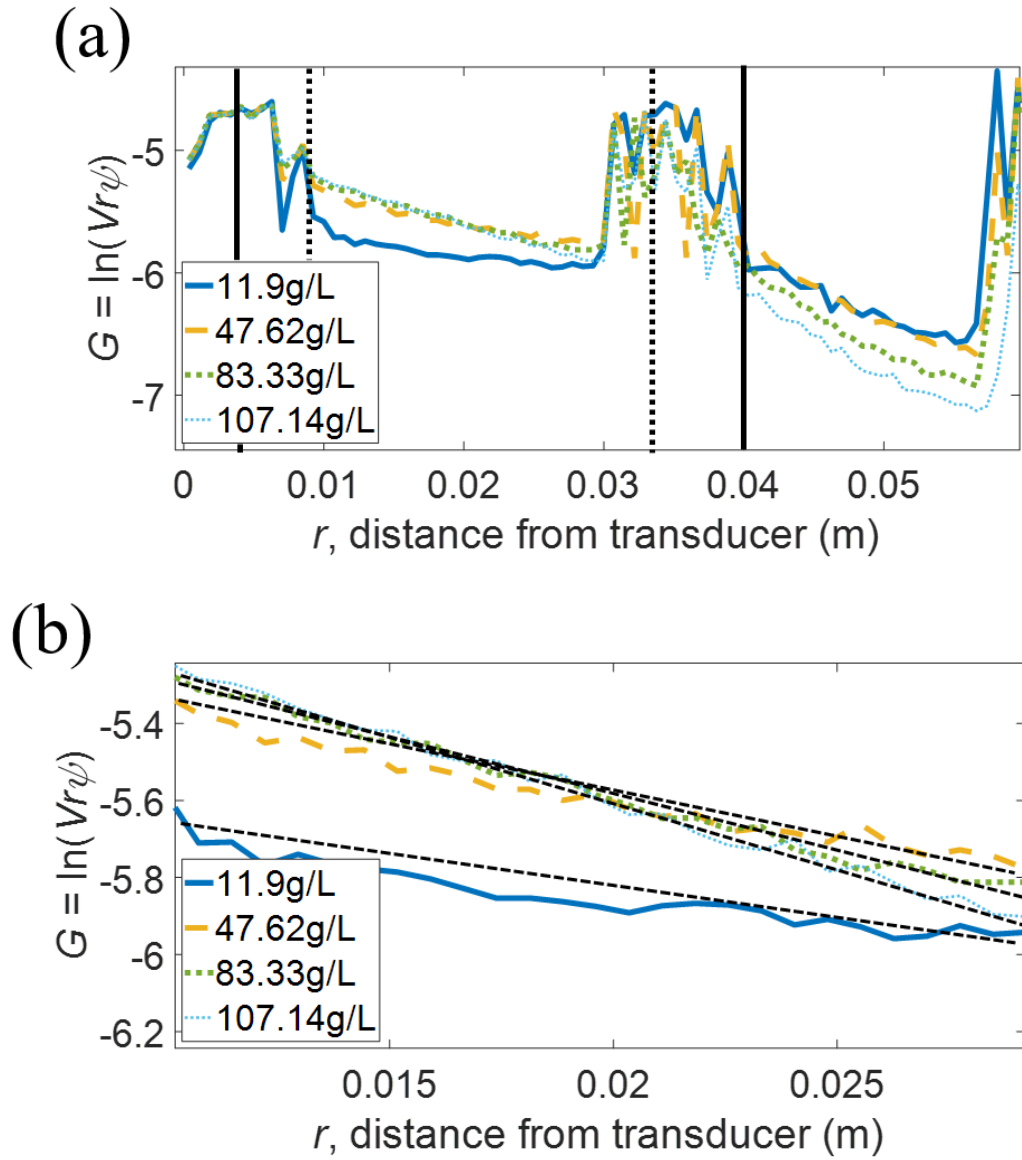 (a)
-5
-6
-7
G = ln(Vrψ)
11.9g/L
47.62g/L
83.33g/L
107.14g/L
0 0.01 0.02 0.03 0.04 0.05
r, distance from transducer (m)
(b)
-5.4
-5.6
-5.8
-6
-6.2
G = ln(Vrψ)
11.9g/L
47.62g/L
83.33g/L
107.14g/L
0.015 0.02 0.025
r, distance from transducer (m)